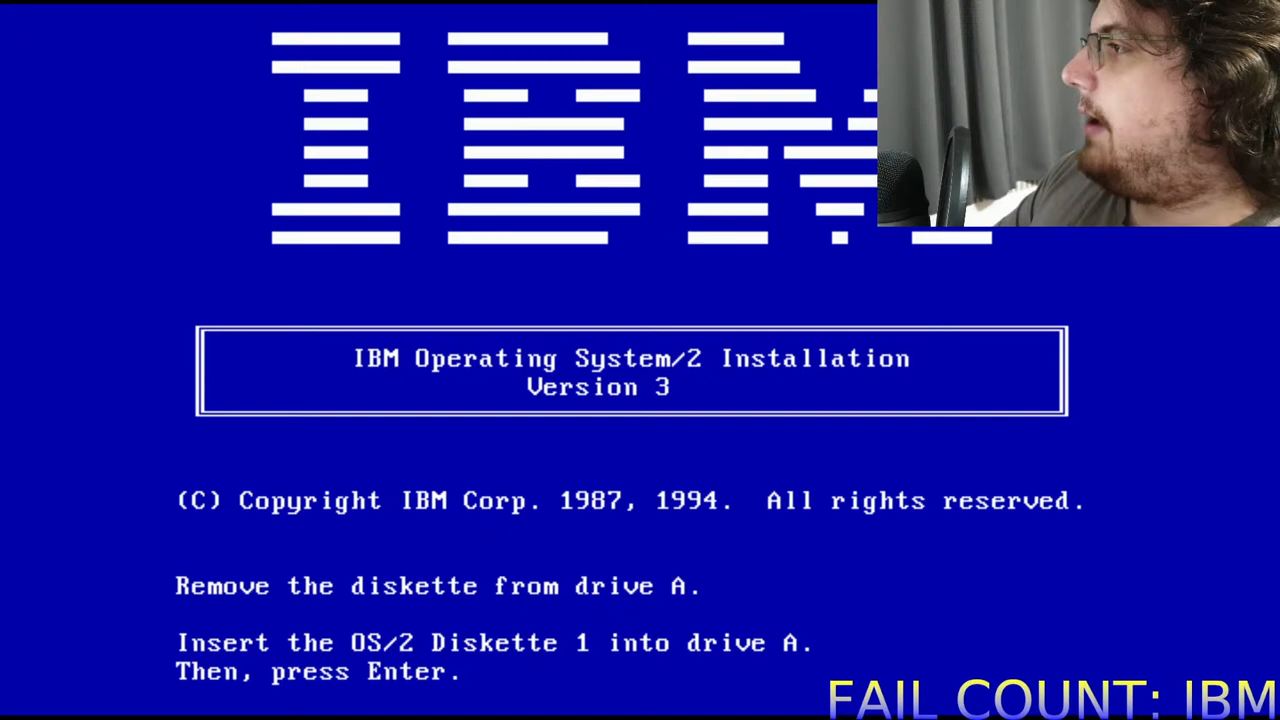 IBM
IBM Operating System/2 Installation
Version 3
(C) Copyright IBM Corp. 1987, 1994.  All rights reserved.
Remove the diskette from drive A.
Insert the OS/2 Diskette 1 into drive A.
Then, press Enter.
FAIL COUNT: IBM